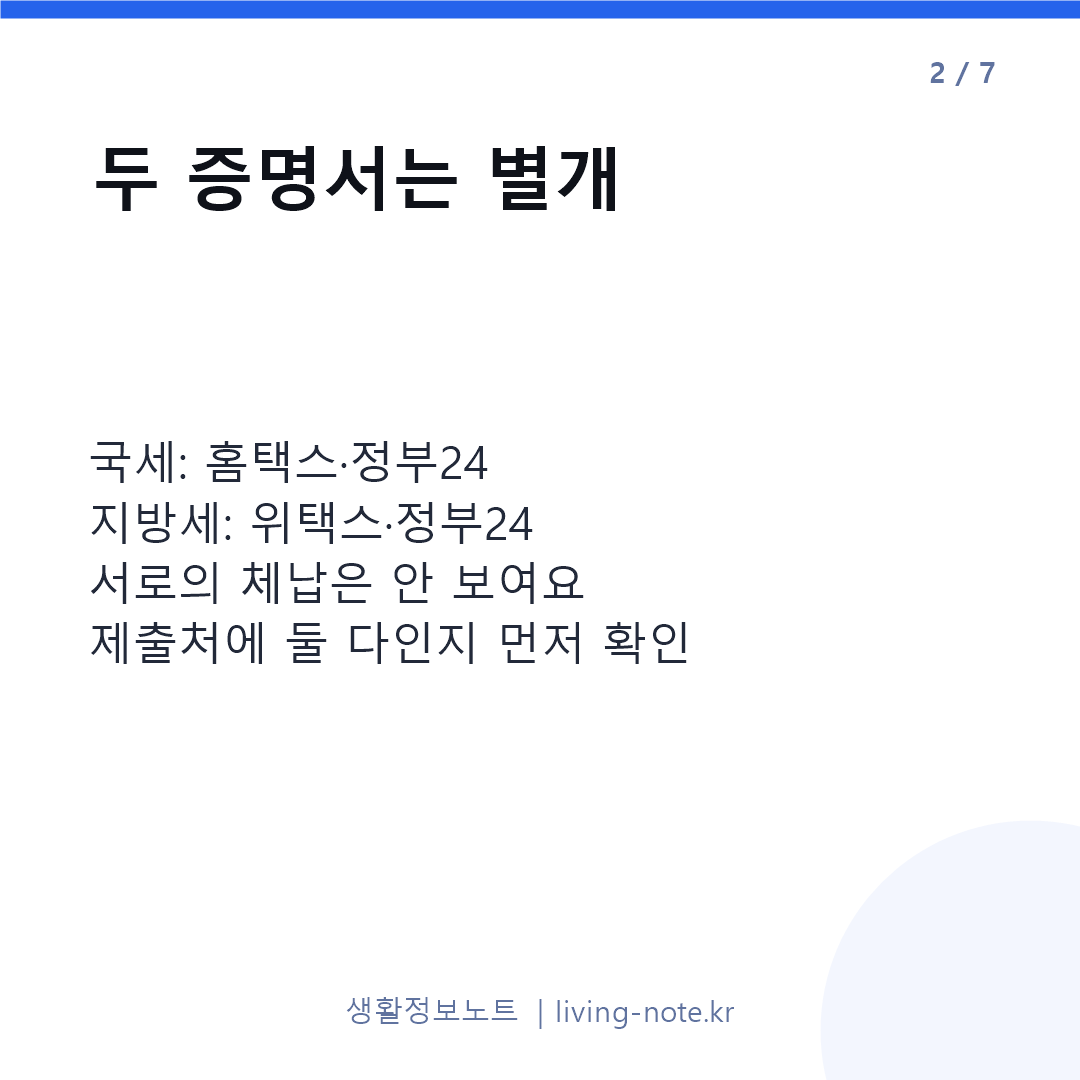 2 / 7
두 증명서는 별개
국세: 홈택스·정부24
지방세: 위택스·정부24
서로의 체납은 안 보여요
제출처에 둘 다인지 먼저 확인
생활정보노트 | living-note.kr